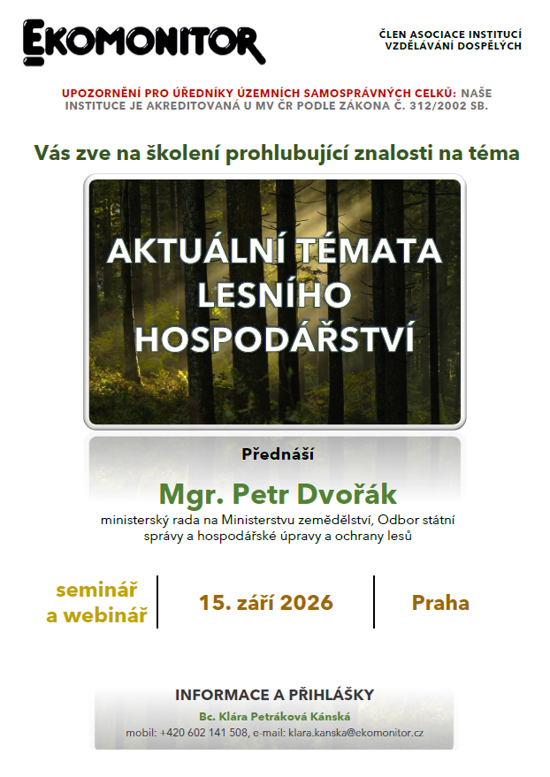 EKOMONITOR
ČLEN ASOCIACE INSTITUCÍ
VZDĚLÁVÁNÍ DOSPĚLÝCH
UPOZORNĚNÍ PRO ÚŘEDNÍKY ÚZEMNÍCH SAMOSPRÁVNÝCH CELKŮ: NAŠE
INSTITUCE JE AKREDITOVANÁ U MV ČR PODLE ZÁKONA Č. 312/2002 SB.
Vás zve na školení prohlubující znalosti na téma
AKTUÁLNÍ TÉMATA
LESNÍHO
HOSPODÁŘSTVÍ
Přednáší
Mgr. Petr Dvořák
ministerský rada na Ministerstvu zemědělství, Odbor státní
správy a hospodářské úpravy a ochrany lesů
seminář
a webinář
15. září 2026
Praha
INFORMACE A PŘIHLÁŠKY
Bc. Klára Petráková Kánská
mobil: +420 602 141 508, e-mail: klara.kanska@ekomonitor.cz